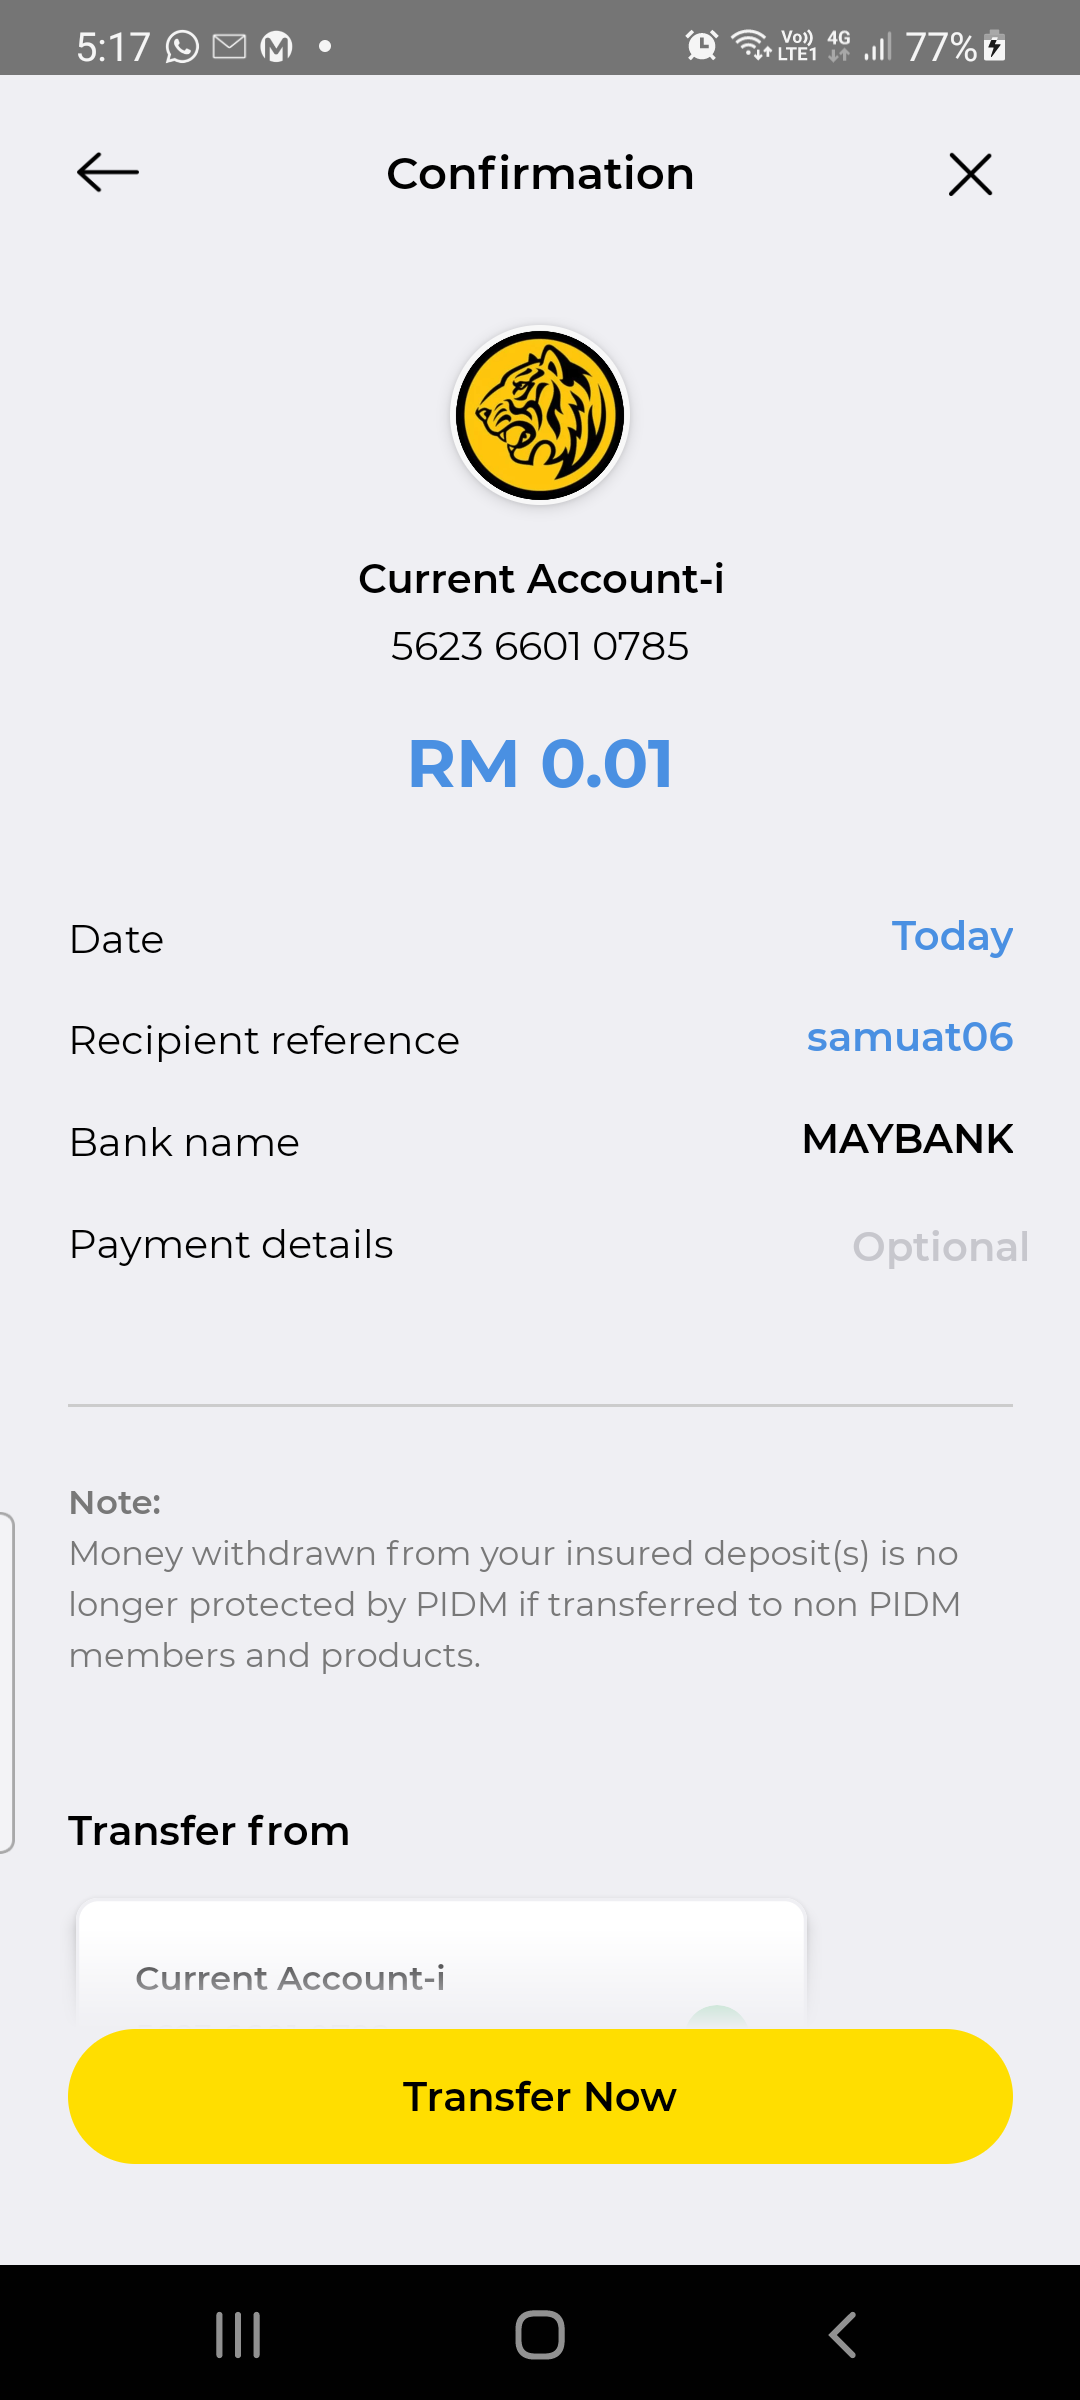 5:17
Vo)) LTE1 4G 77%
Confirmation
Current Account-i
5623 6601 0785
RM 0.01
Date Today
Recipient reference samuat06
Bank name MAYBANK
Payment details Optional
Note:
Money withdrawn from your insured deposit(s) is no
longer protected by PIDM if transferred to non PIDM
members and products.
Transfer from
Current Account-i
Transfer Now